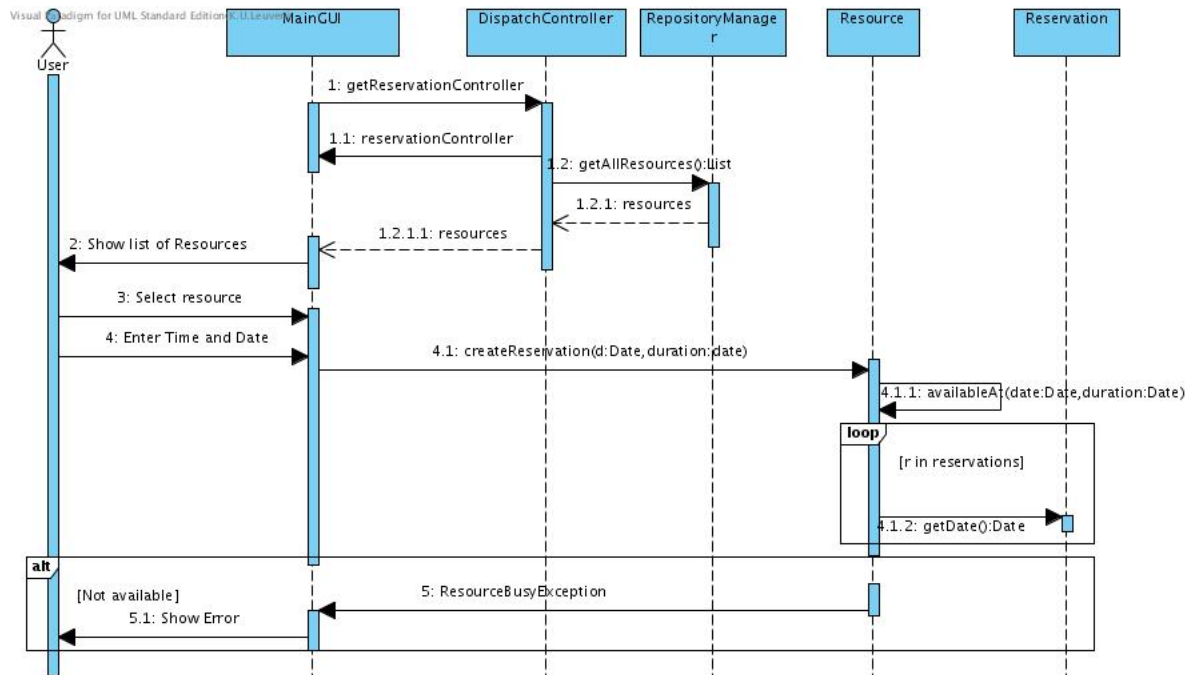 Visual Paradigm for UML Standard Edition(K.U.Leuven)
User
MainGUI
DispatchController
RepositoryManage
r
Resource
Reservation
1: getReservationController
1.1: reservationController
1.2: getAllResources():List
1.2.1: resources
1.2.1.1: resources
2: Show list of Resources
3: Select resource
4: Enter Time and Date
4.1: createReservation(d:Date,duration:date)
4.1.1: availableAt(date:Date,duration:Date)
loop
[r in reservations]
4.1.2: getDate():Date
alt
[Not available]
5: ResourceBusyException
5.1: Show Error